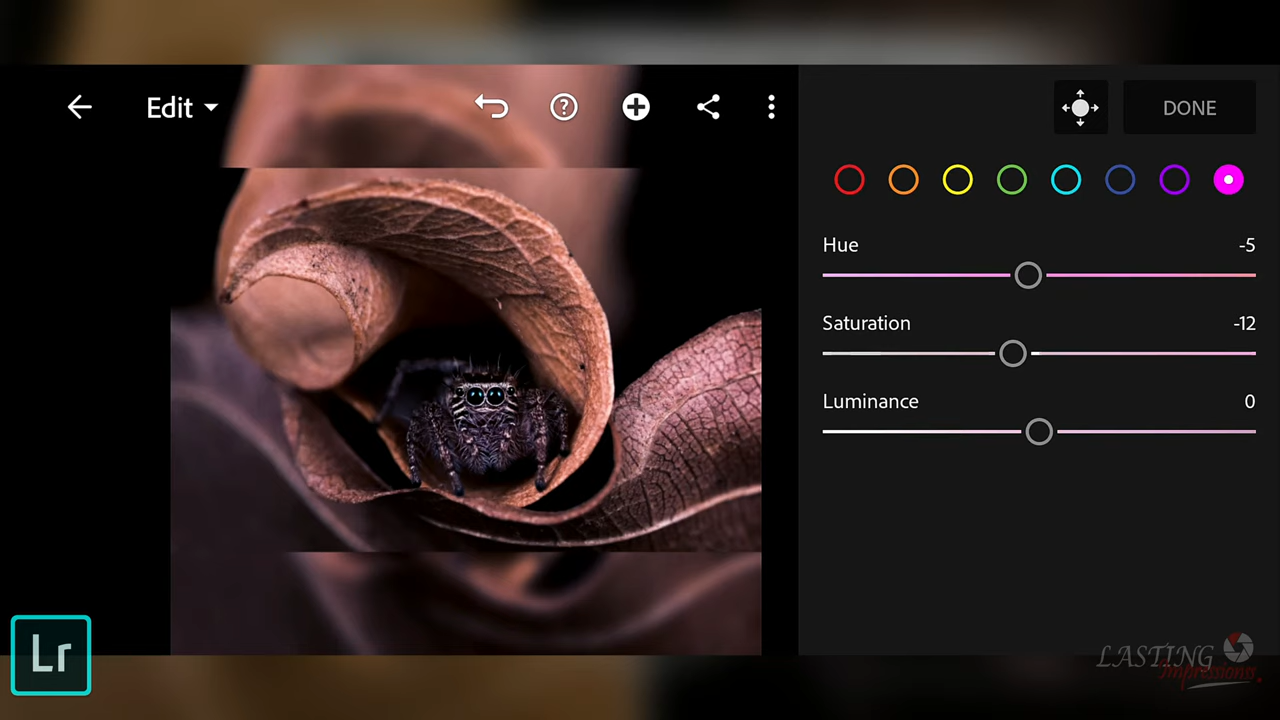 Edit
DONE
Hue -5
Saturation -12
Luminance 0
Lr
LASTING
Impressions